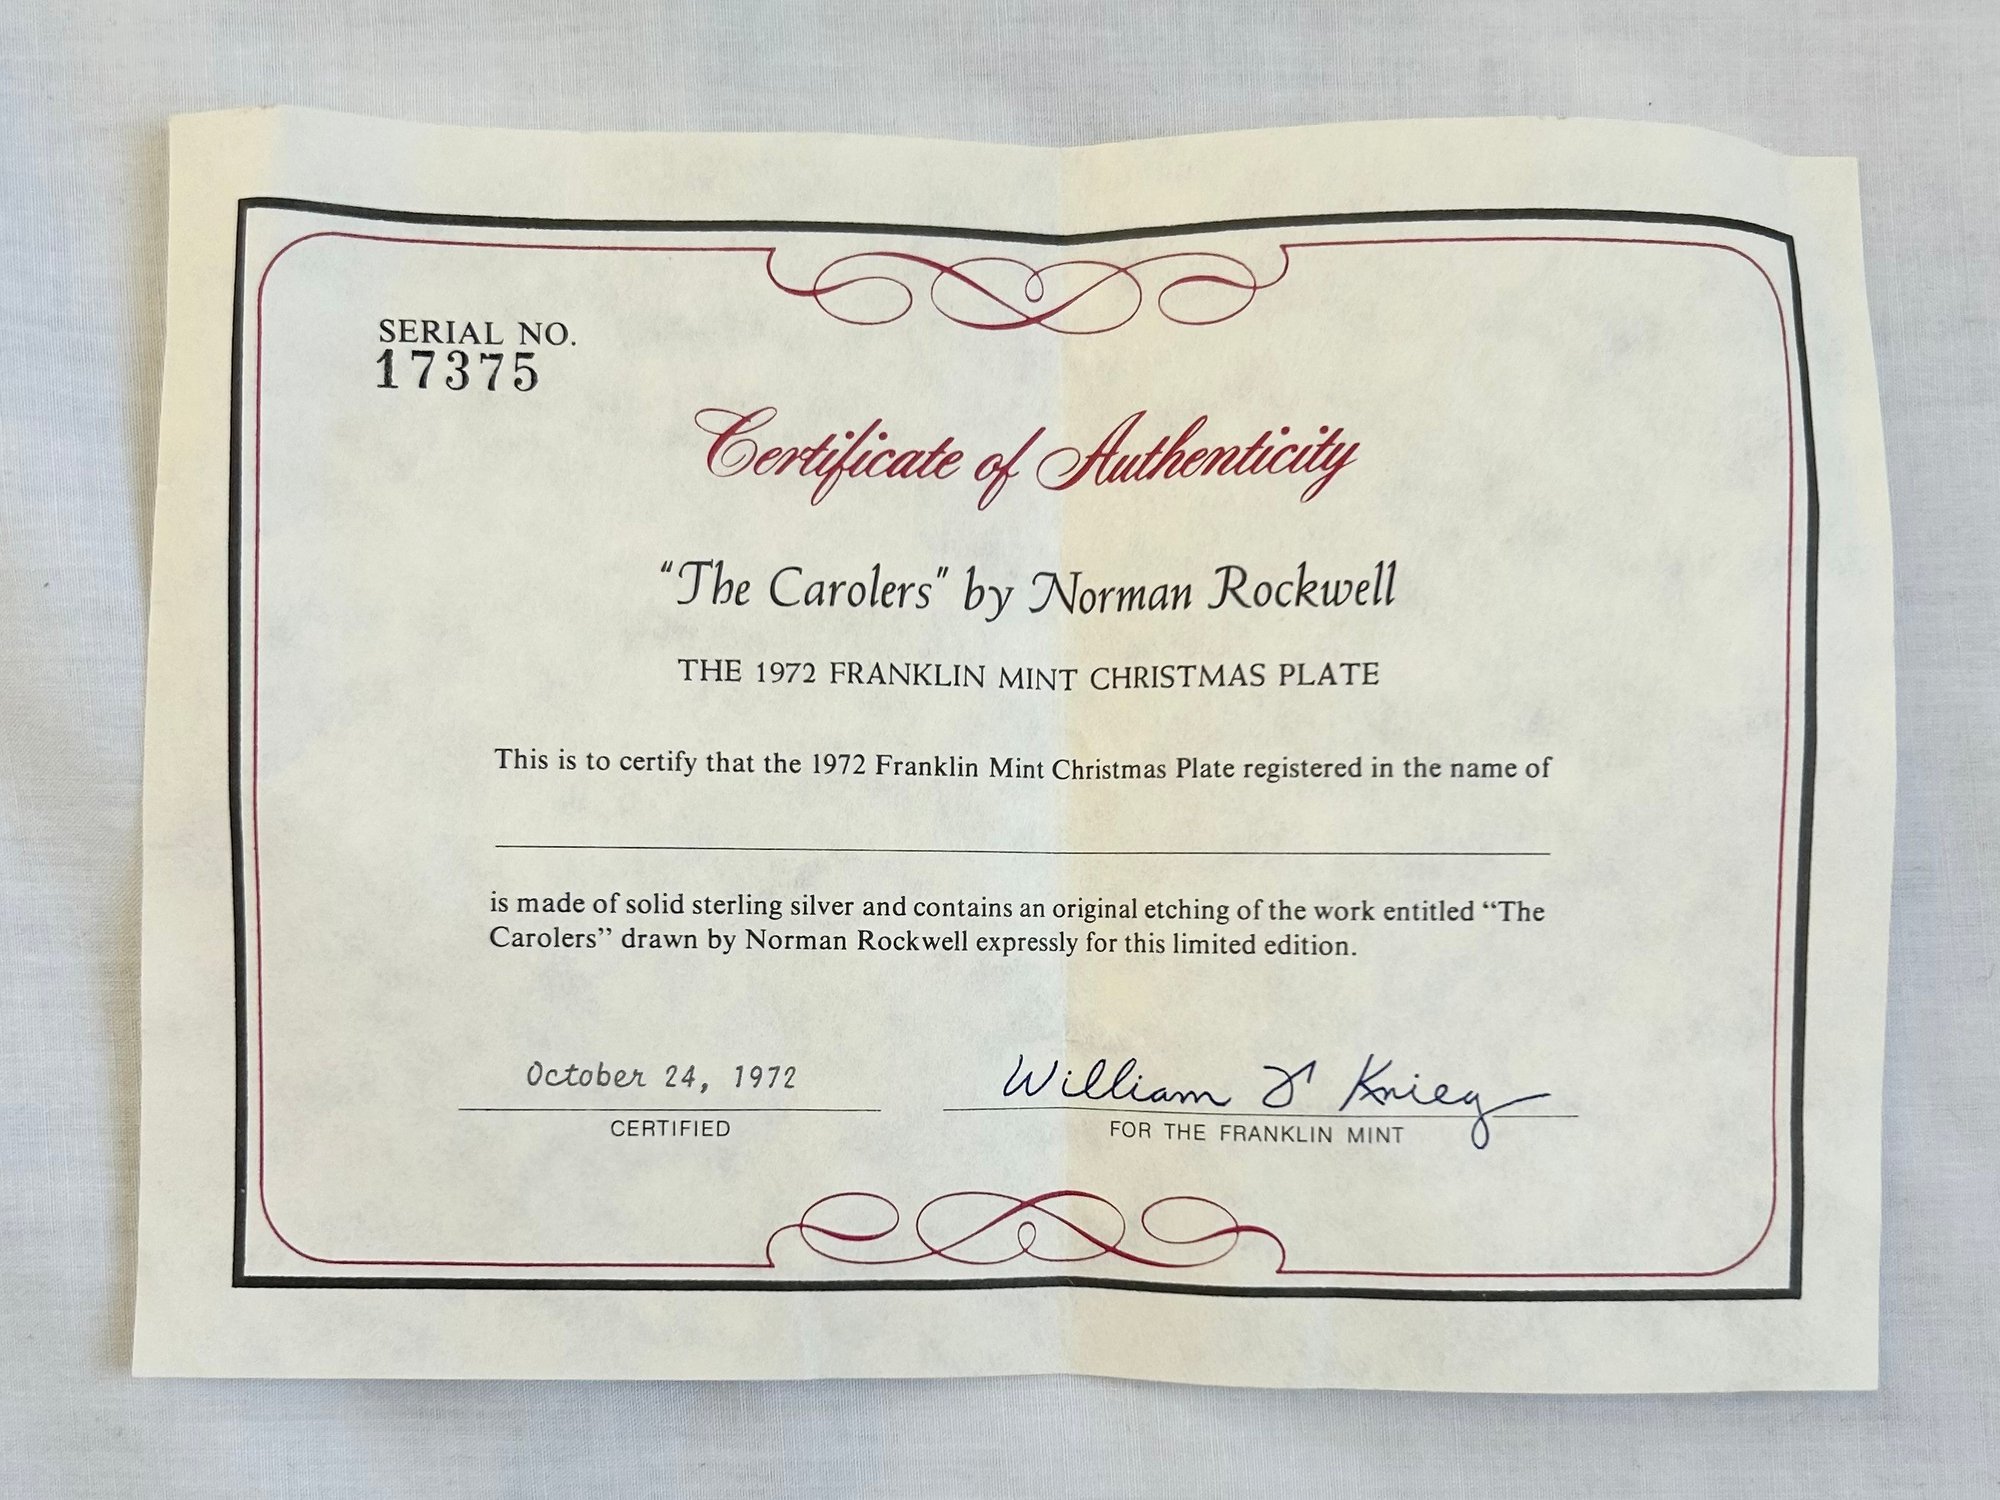 SERIAL NO.
17375
Certificate of Authenticity
“The Carolers” by Norman Rockwell
THE 1972 FRANKLIN MINT CHRISTMAS PLATE
This is to certify that the 1972 Franklin Mint Christmas Plate registered in the name of
is made of solid sterling silver and contains an original etching of the work entitled “The
Carolers” drawn by Norman Rockwell expressly for this limited edition.
October 24, 1972
William Krieg
CERTIFIED
FOR THE FRANKLIN MINT